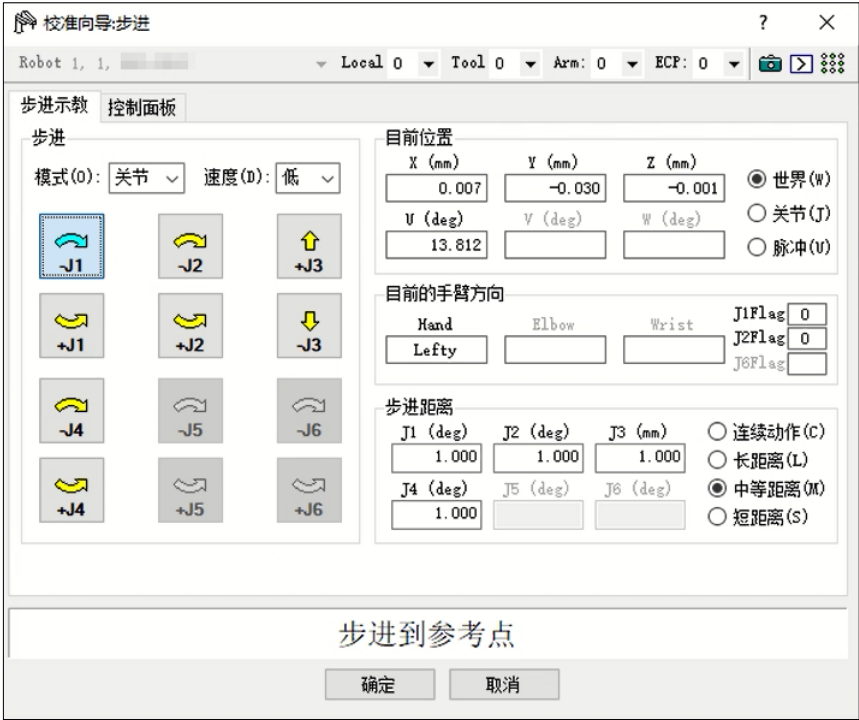 校准向导:步进
?
Robot 1, 1,
Local 0 Tool 0 Arm: 0 ECP: 0
步进示教 控制面板
步进
模式(O): 关节 速度(D): 低
-J1 -J2 +J3
+J1 +J2 -J3
-J4 -J5 -J6
+J4 +J5 +J6
目前位置
X (mm) Y (mm) Z (mm)
0.007 -0.030 -0.001
U (deg) V (deg) W (deg)
13.812
世界(W)
关节(J)
脉冲(U)
目前的手臂方向
Hand Elbow Wrist
Lefty
J1Flag 0
J2Flag 0
J6Flag
步进距离
J1 (deg) J2 (deg) J3 (mm)
1.000 1.000 1.000
J4 (deg) J5 (deg) J6 (deg)
1.000
连续动作(C)
长距离(L)
中等距离(M)
短距离(S)
步进到参考点
确定 取消